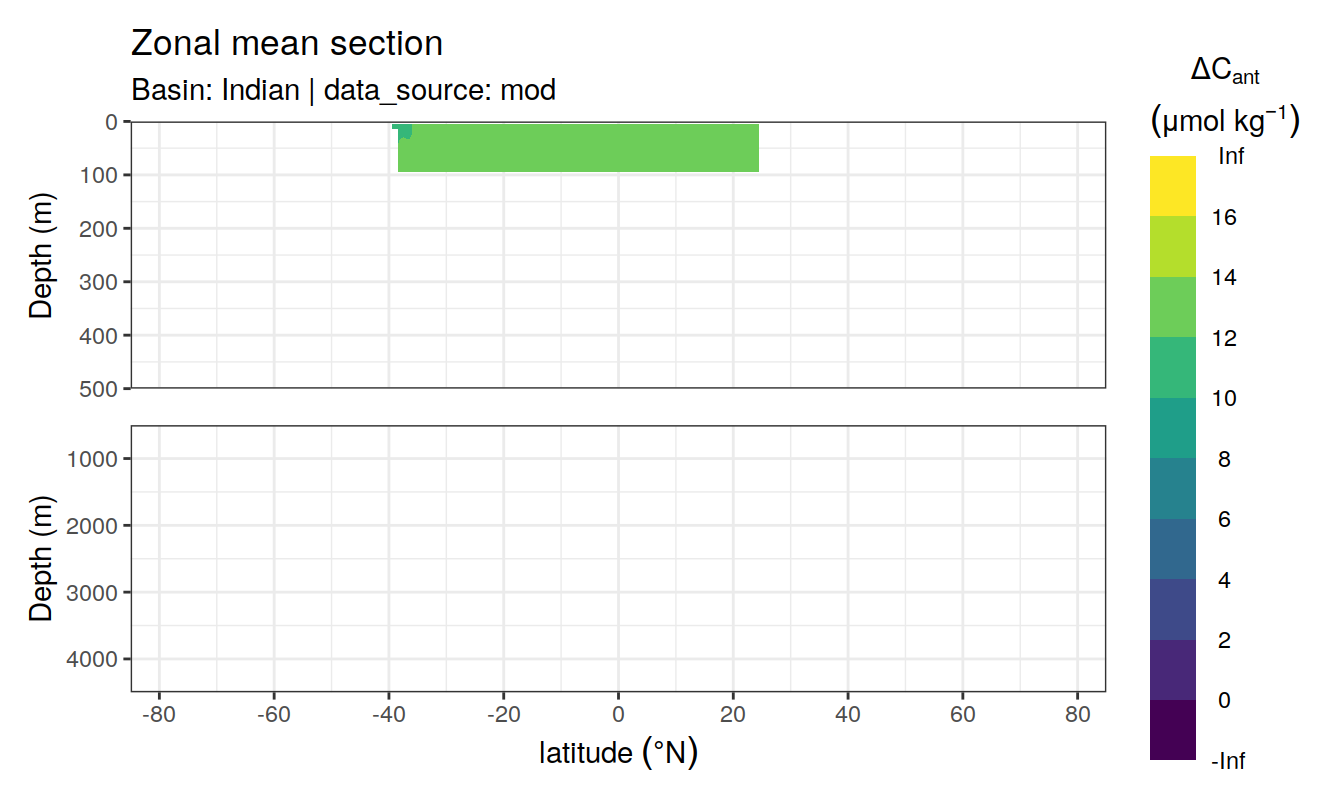 Zonal mean section
Basin: Indian | data_source: mod
ΔCant
(μmol kg⁻¹)
Inf
16
14
12
10
8
6
4
2
0
-Inf
Depth (m)
0
100
200
300
400
500
Depth (m)
1000
2000
3000
4000
-80 -60 -40 -20 0 20 40 60 80
latitude (°N)